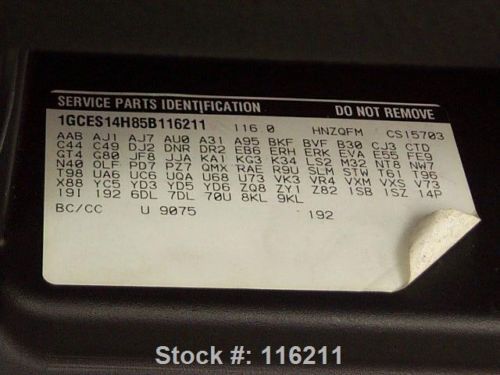 SERVICE PARTS IDENTIFICATION DO NOT REMOVE
1GCES14H85B116211 116.0 HNZQFM CS15703
AAB AJ1 AJ7 AU0 A31 A95 BKF BVF B30 CJ3 CTD
C44 C49 DJ2 DNR DR2 E86 ERH ERK EVA E55 FE9
GT4 G80 JF8 JJA KA1 KG3 K34 LS2 M32 NT8 NW7
N40 OLF PD7 P7Z QMX RAE R9U SLM STW T61 T96
T98 UA6 UC6 UQA U68 U73 VK3 VR4 VXM VXS V73
X88 YC5 YD3 YD5 YD6 ZQ8 ZY1 Z82 1SB 1SZ 14P
19I 192 6DL 7DL 70U 8KL 9KL
BC/CC U 9075 192
Stock #: 116211